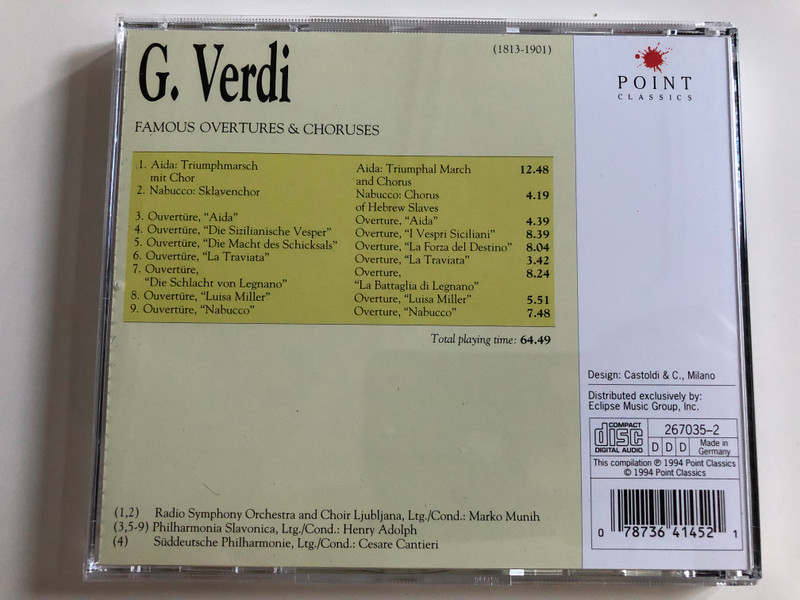 G. Verdi
(1813-1901)
FAMOUS OVERTURES & CHORUSES
1. Aida: Triumphmarsch
mit Chor
Aida: Triumphal March
and Chorus
12.48
2. Nabucco: Sklavenchor
Nabucco: Chorus
of Hebrew Slaves
4.19
3. Ouvertüre, “Aida”
Overture, “Aida”
4.39
4. Ouvertüre, “Die Sizilianische Vesper”
Overture, “I Vespri Siciliani”
8.39
5. Ouvertüre, “Die Macht des Schicksals”
Overture, “La Forza del Destino”
8.04
6. Ouvertüre, “La Traviata”
Overture, “La Traviata”
3.42
7. Ouvertüre,
“Die Schlacht von Legnano”
Overture,
“La Battaglia di Legnano”
8.24
8. Ouvertüre, “Luisa Miller”
Overture, “Luisa Miller”
5.51
9. Ouvertüre, “Nabucco”
Overture, “Nabucco”
7.48
Total playing time: 64.49
(1,2) Radio Symphony Orchestra and Choir Ljubljana, Ltg./Cond.: Marko Munih
(3,5-9) Philharmonia Slavonica, Ltg./Cond.: Henry Adolph
(4) Süddeutsche Philharmonie, Ltg./Cond.: Cesare Cantieri
POINT
CLASSICS
Design: Castoldi & C., Milano
Distributed exclusively by:
Eclipse Music Group, Inc.
COMPACT
disc
DIGITAL AUDIO
267035-2
D D D
Made in
Germany
This compilation ℗ 1994 Point Classics
© 1994 Point Classics
0 78736 41452 1